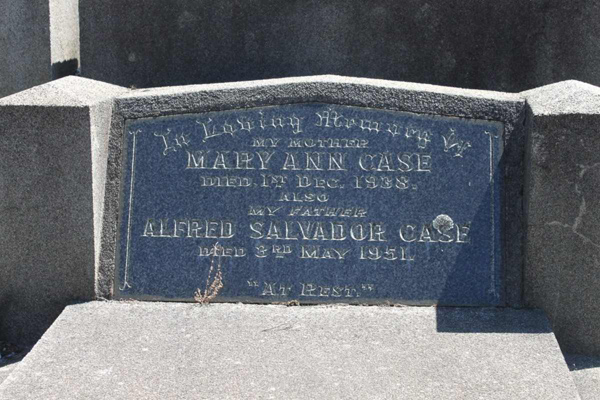 In Loving Memory of
MY MOTHER
MARY ANN CASE
DIED. 1ST DEC. 1938.
ALSO
MY FATHER
ALFRED SALVADOR CASE
DIED 3RD MAY 1951.
"AT REST."